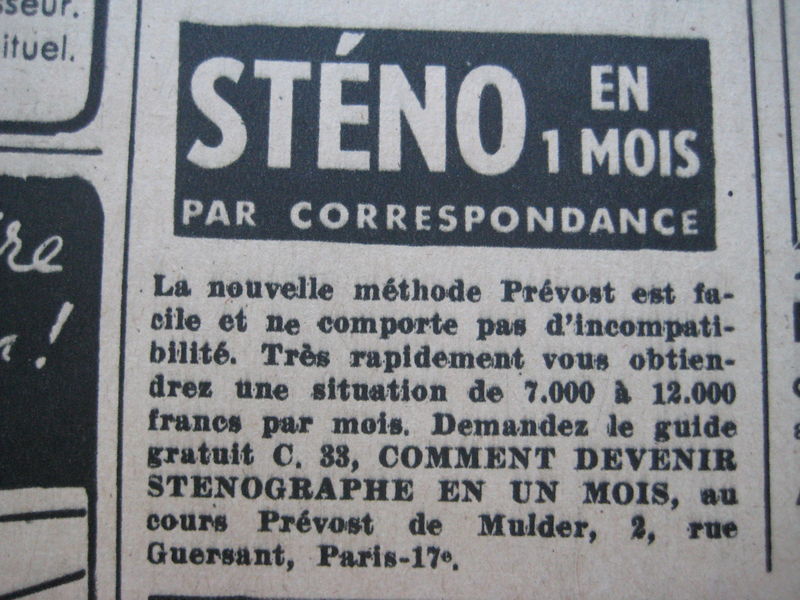 sseur.
ituel.
STÉNO EN
1 MOIS
PAR CORRESPONDANCE
La nouvelle méthode Prévost est fa-
cile et ne comporte pas d'incompati-
bilité. Très rapidement vous obtien-
drez une situation de 7.000 à 12.000
francs par mois. Demandez le guide
gratuit C. 33, COMMENT DEVENIR
STENOGRAPHE EN UN MOIS, au
cours Prévost de Mulder, 2, rue
Guersant, Paris-17e.